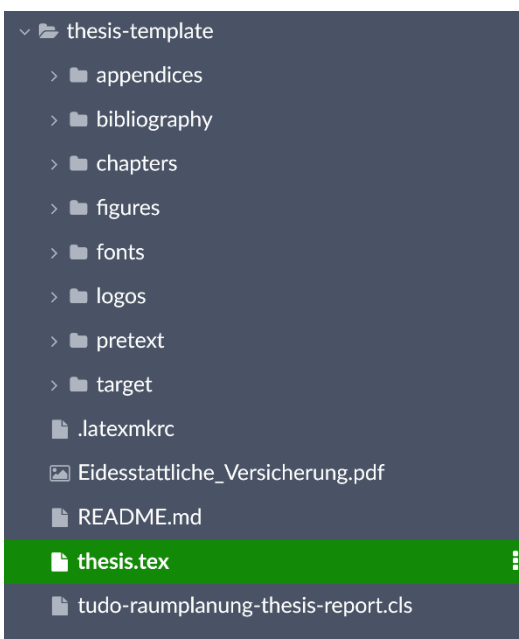 thesis-template
appendices
bibliography
chapters
figures
fonts
logos
pretext
target
.latexmkrc
Eidesstattliche_Versicherung.pdf
README.md
thesis.tex
tudo-raumplanung-thesis-report.cls